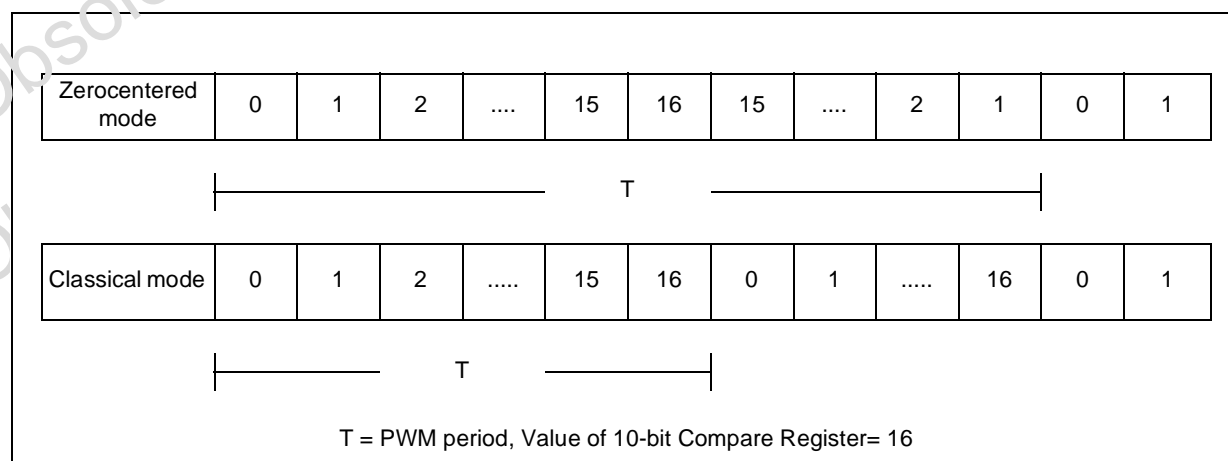 obsol
Zerocentered
mode 0 1 2 .... 15 16 15 .... 2 1 0 1
T
Classical mode 0 1 2 ..... 15 16 0 1 ..... 16 0 1
T
T = PWM period, Value of 10-bit Compare Register= 16